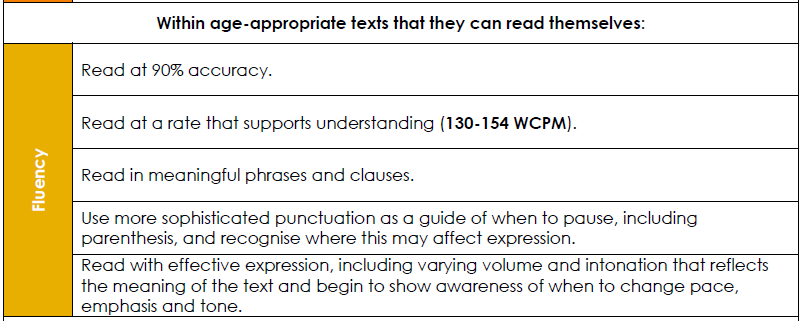 Within age-appropriate texts that they can read themselves:
Fluency
Read at 90% accuracy.
Read at a rate that supports understanding (130-154 WCPM).
Read in meaningful phrases and clauses.
Use more sophisticated punctuation as a guide of when to pause, including
parenthesis, and recognise where this may affect expression.
Read with effective expression, including varying volume and intonation that reflects
the meaning of the text and begin to show awareness of when to change pace,
emphasis and tone.